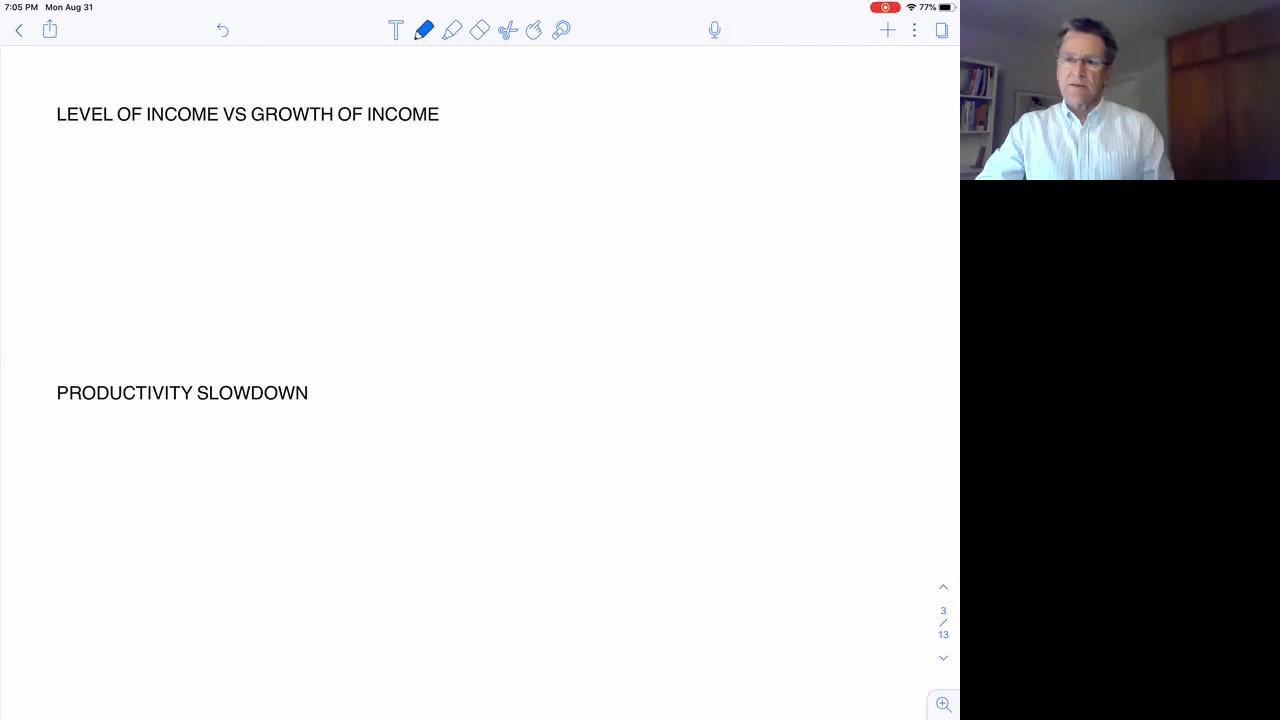 7:05 PM Mon Aug 31
77%
LEVEL OF INCOME VS GROWTH OF INCOME
PRODUCTIVITY SLOWDOWN
3
/
13